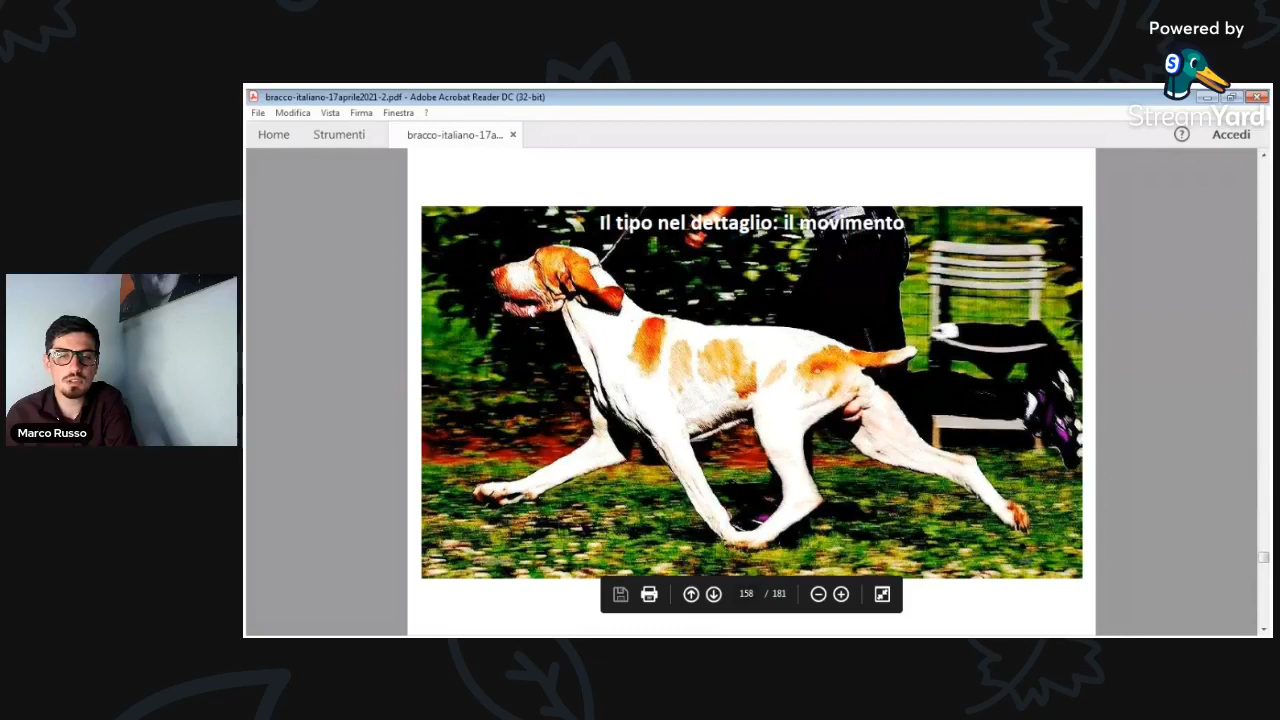 Powered by
S
StreamYard
bracco-italiano-17aprile2021-2.pdf - Adobe Acrobat Reader DC (32-bit)
File Modifica Vista Firma Finestra ?
Home Strumenti bracco-italiano-17a... × ? Accedi
Il tipo nel dettaglio: il movimento
Marco Russo
158 / 181